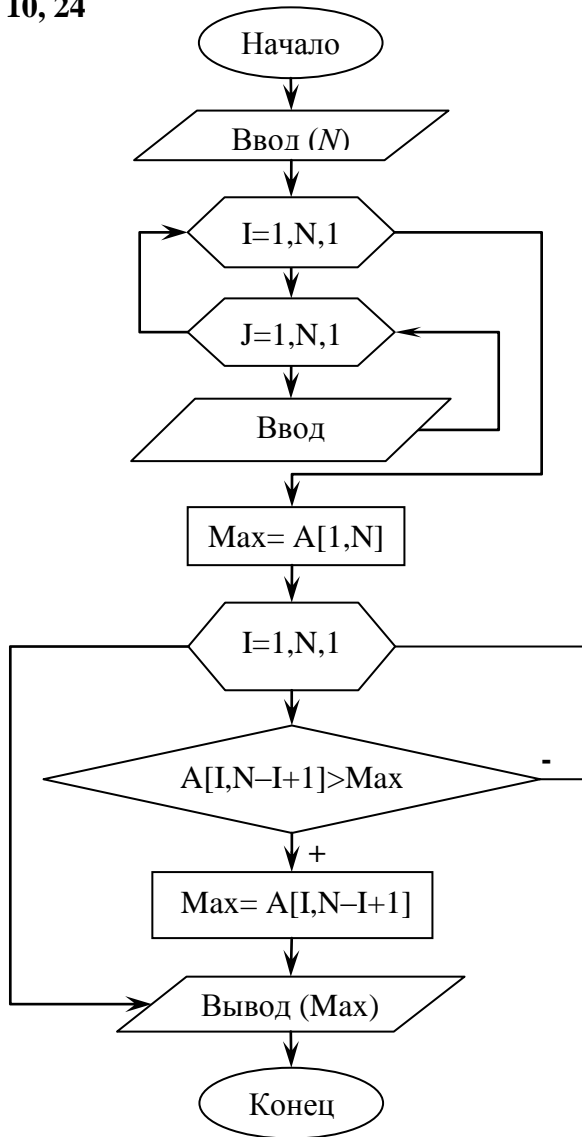 10, 24
Начало
Ввод (N)
I=1,N,1
J=1,N,1
Ввод
Max= A[1,N]
I=1,N,1
A[I,N–I+1]>Max
-
+
Max= A[I,N–I+1]
Вывод (Max)
Конец